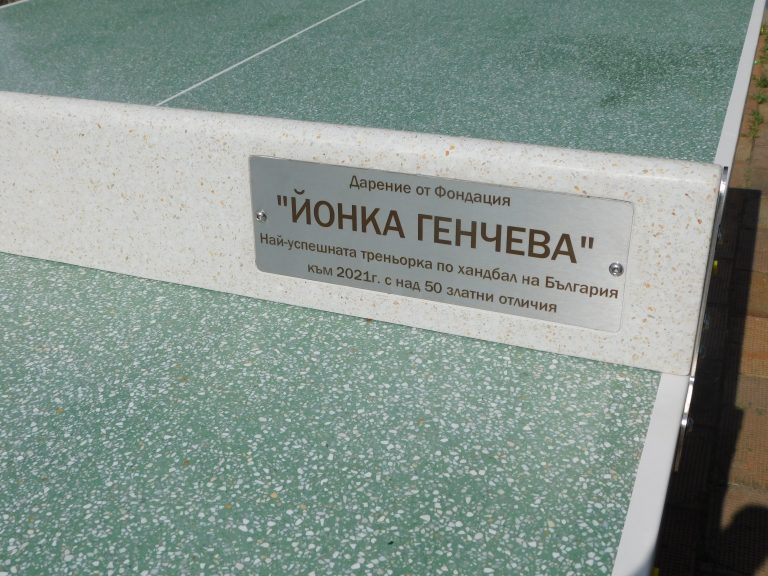 Дарение от Фондация
"ЙОНКА ГЕНЧЕВА"
Най-успешната треньорка по хандбал на България
към 2021г. с над 50 златни отличия